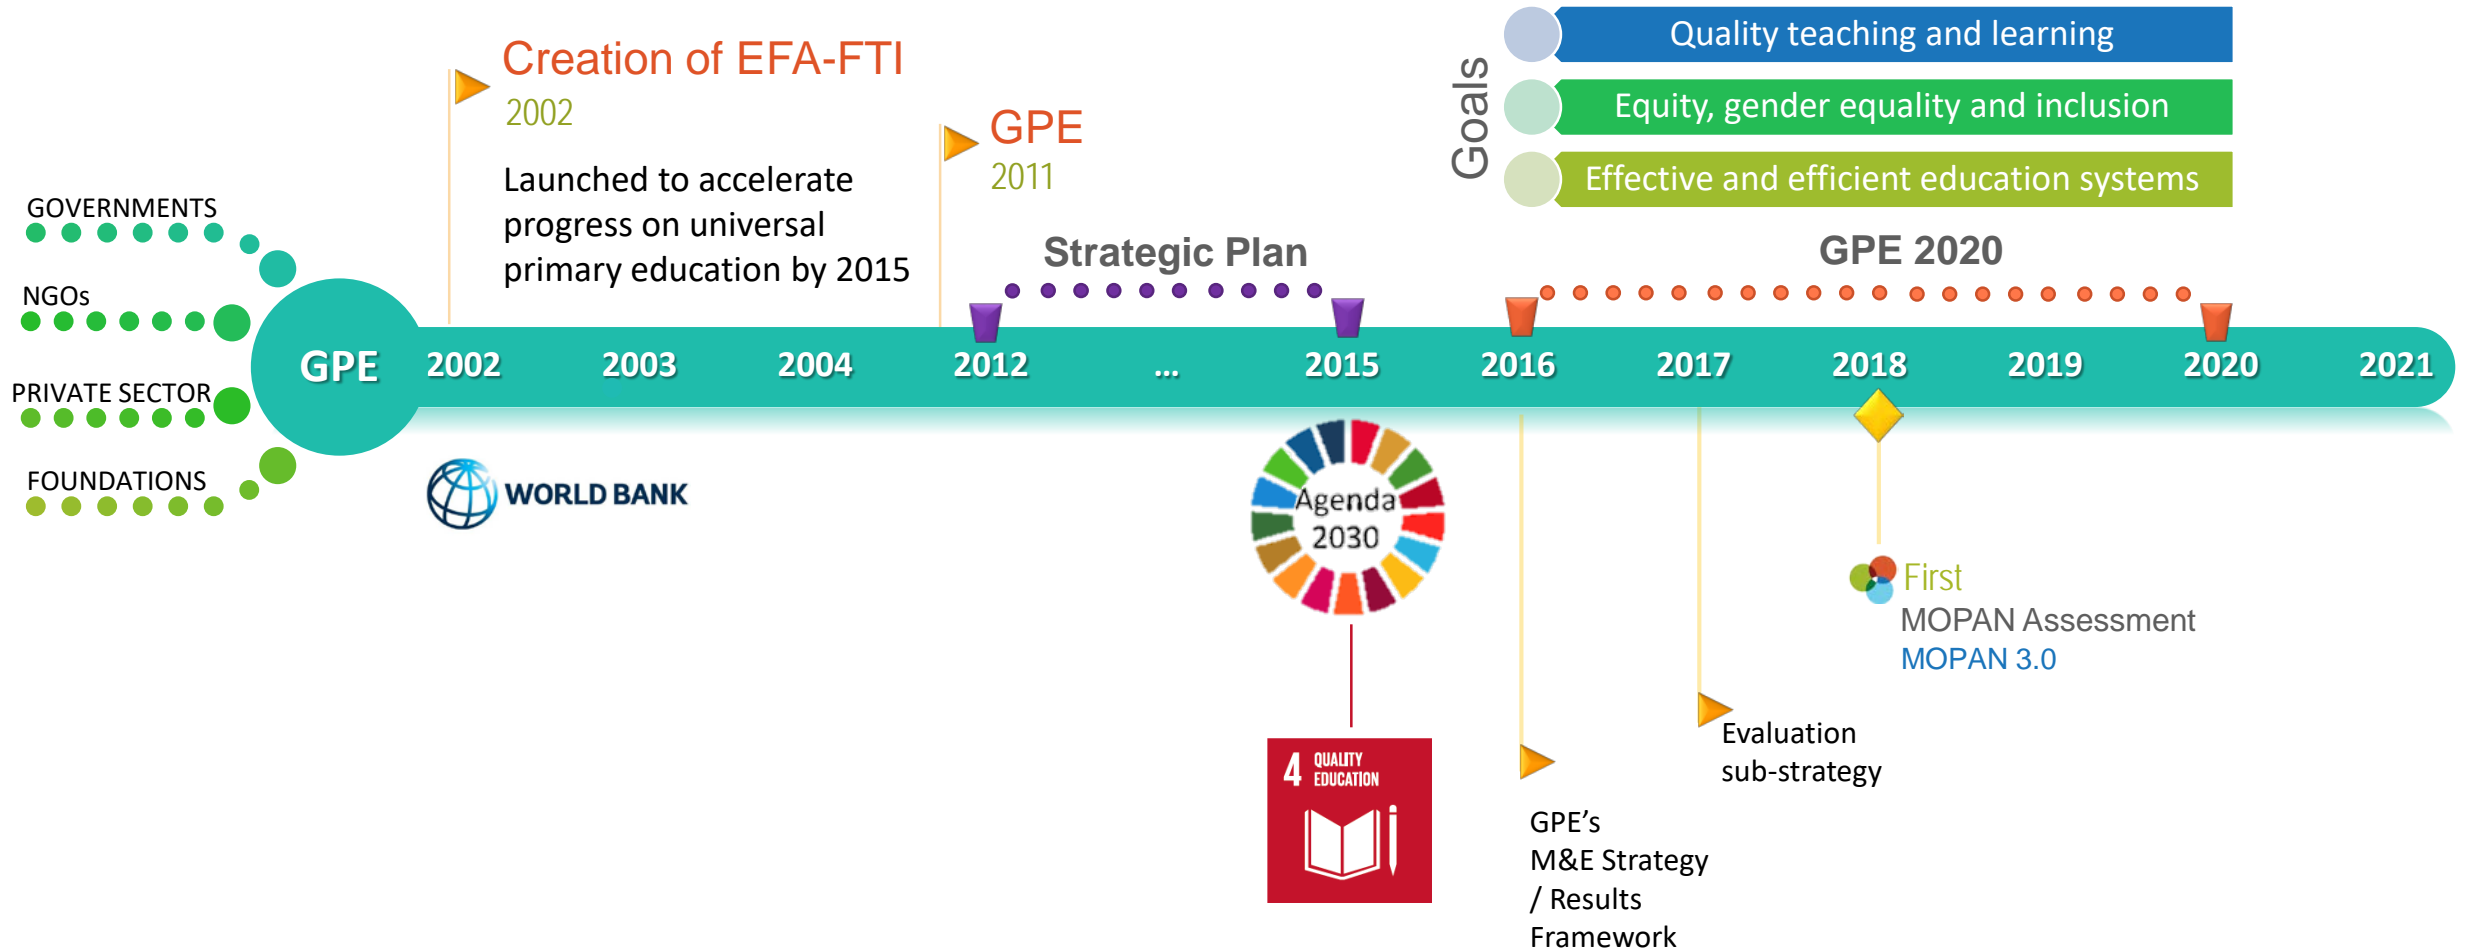 Creation of EFA-FTI
2002
Launched to accelerate
progress on universal
primary education by 2015
GPE
2011
Goals
Quality teaching and learning
Equity, gender equality and inclusion
Effective and efficient education systems
GOVERNMENTS
NGOs
PRIVATE SECTOR
FOUNDATIONS
Strategic Plan
GPE 2020
GPE 2002 2003 2004 2012 ... 2015 2016 2017 2018 2019 2020 2021
WORLD BANK
Agenda
2030
4 QUALITY
EDUCATION
GPE’s
M&E Strategy
/ Results
Framework
Evaluation
sub-strategy
First
MOPAN Assessment
MOPAN 3.0